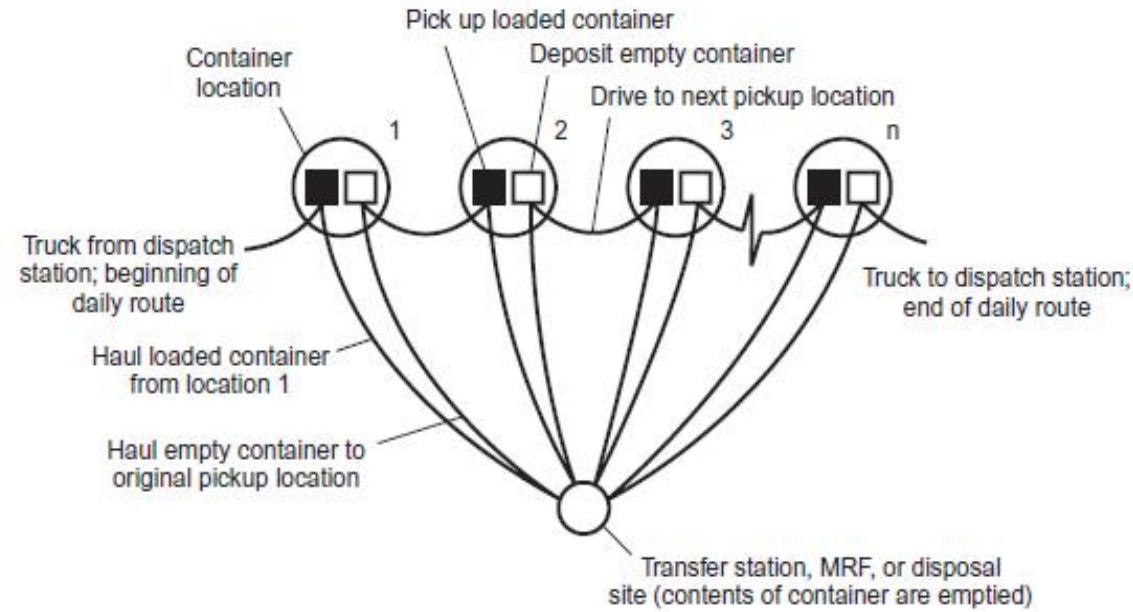 Pick up loaded container
Deposit empty container
Container
location
Drive to next pickup location
1
2
3
n
Truck from dispatch
station; beginning of
daily route
Truck to dispatch station;
end of daily route
Haul loaded container
from location 1
Haul empty container to
original pickup location
Transfer station, MRF, or disposal
site (contents of container are emptied)